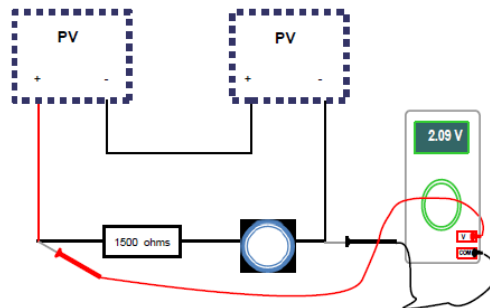 PV
PV
+ -
+ -
2.09 V
1500 ohms
V
COM